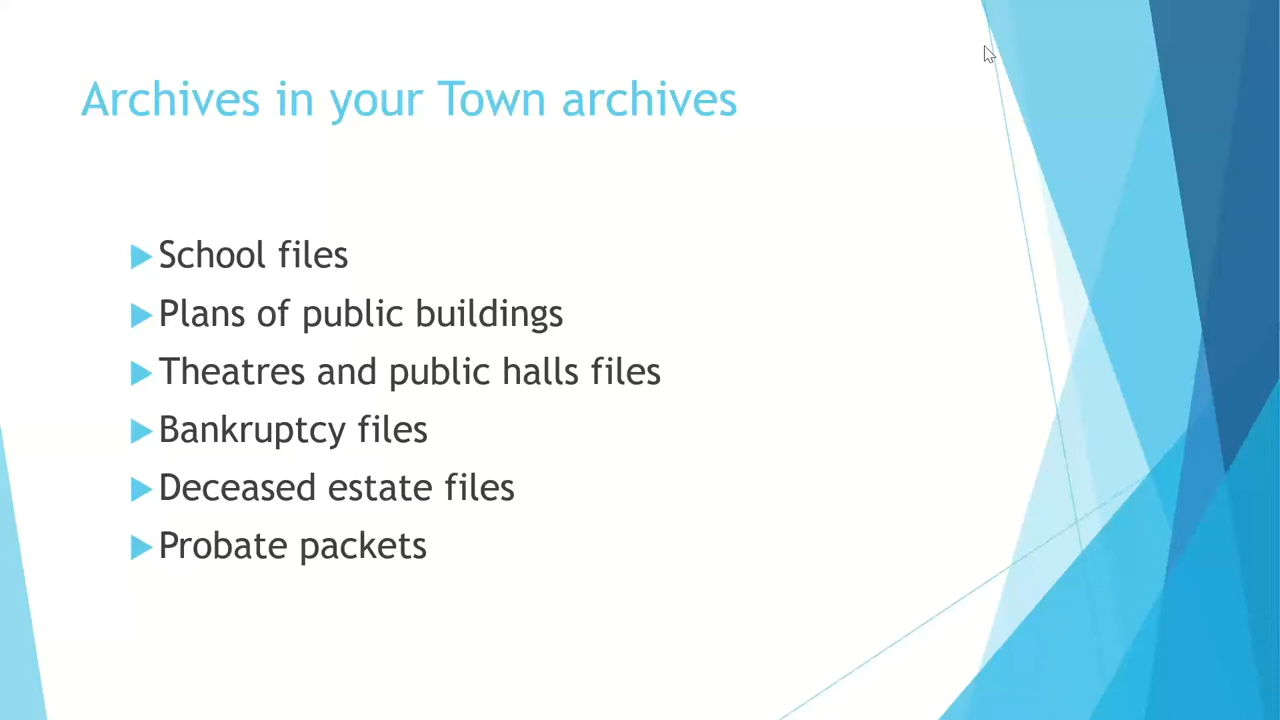 Archives in your Town archives
School files
Plans of public buildings
Theatres and public halls files
Bankruptcy files
Deceased estate files
Probate packets